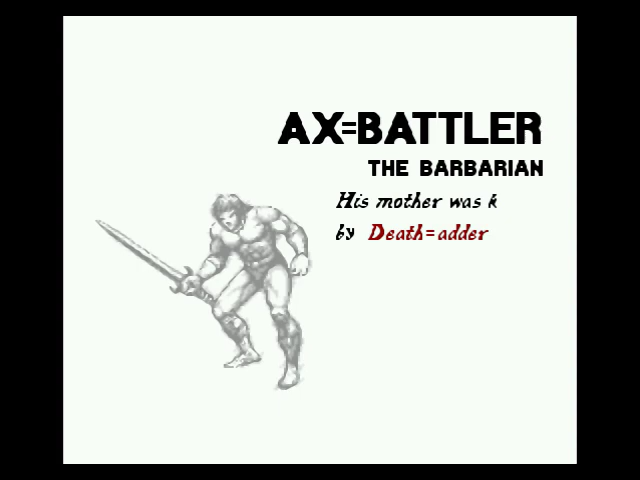 AX=BATTLER
THE BARBARIAN
His mother was k
by Death=adder